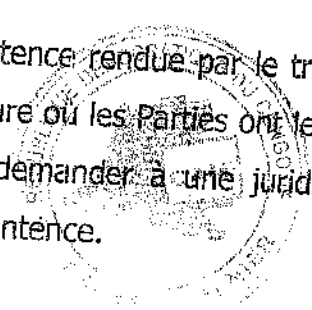 tence rendue par le tr
ure où les Parties ont le
demander à une jurid
ntence.